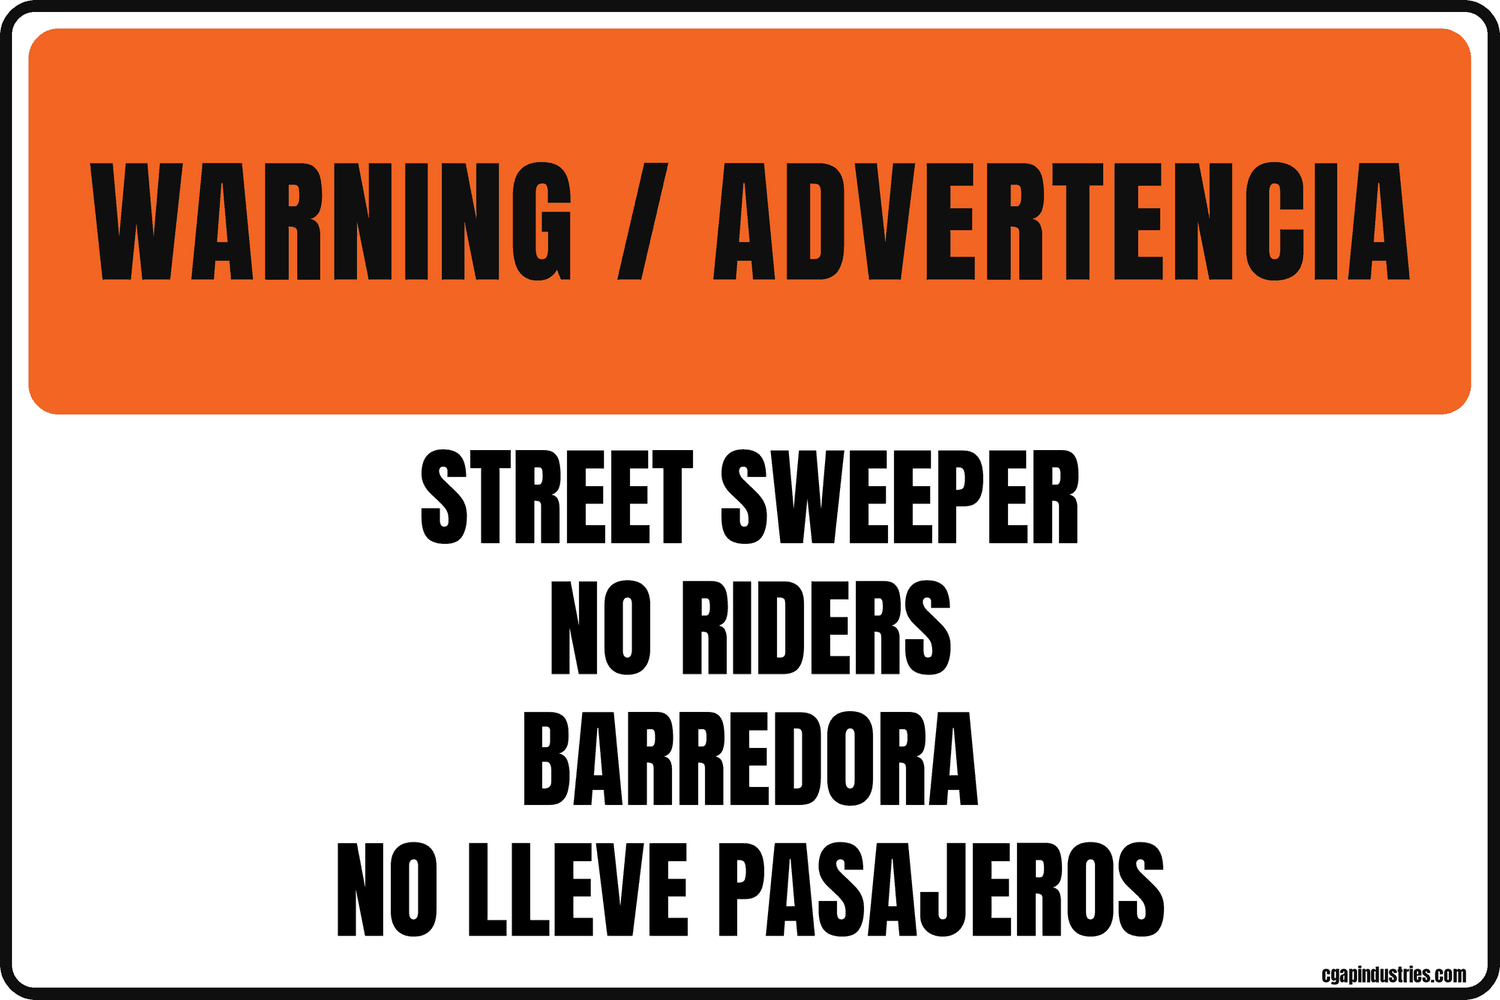 WARNING / ADVERTENCIA
STREET SWEEPER
NO RIDERS
BARREDORA
NO LLEVE PASAJEROS
cgapindustries.com